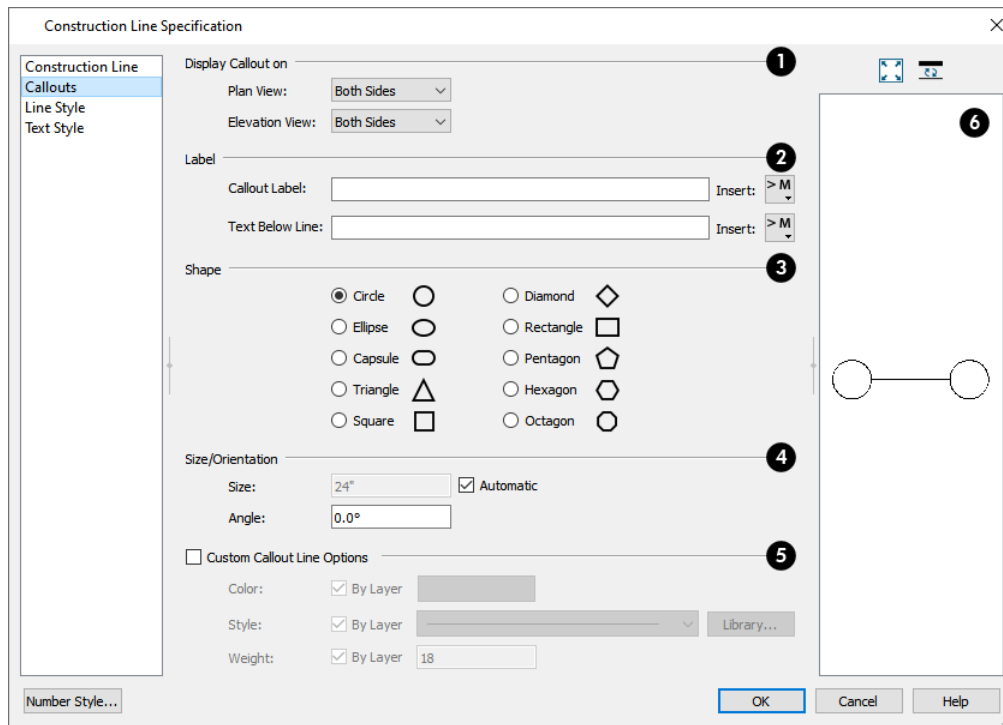 Construction Line Specification
Construction Line
Callouts
Line Style
Text Style
Display Callout on
1
Plan View: Both Sides
Elevation View: Both Sides
Label
2
Callout Label: Insert: > M
Text Below Line: Insert: > M
Shape
3
Circle Diamond
Ellipse Rectangle
Capsule Pentagon
Triangle Hexagon
Square Octagon
Size/Orientation
4
Size: 24" Automatic
Angle: 0.0°
Custom Callout Line Options
5
Color: By Layer
Style: By Layer Library...
Weight: By Layer 18
6
Number Style... OK Cancel Help